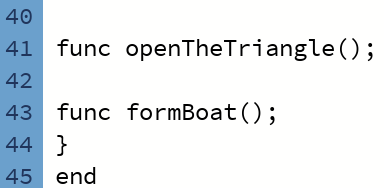 40
41 func openTheTriangle();
42
43 func formBoat();
44 }
45 end